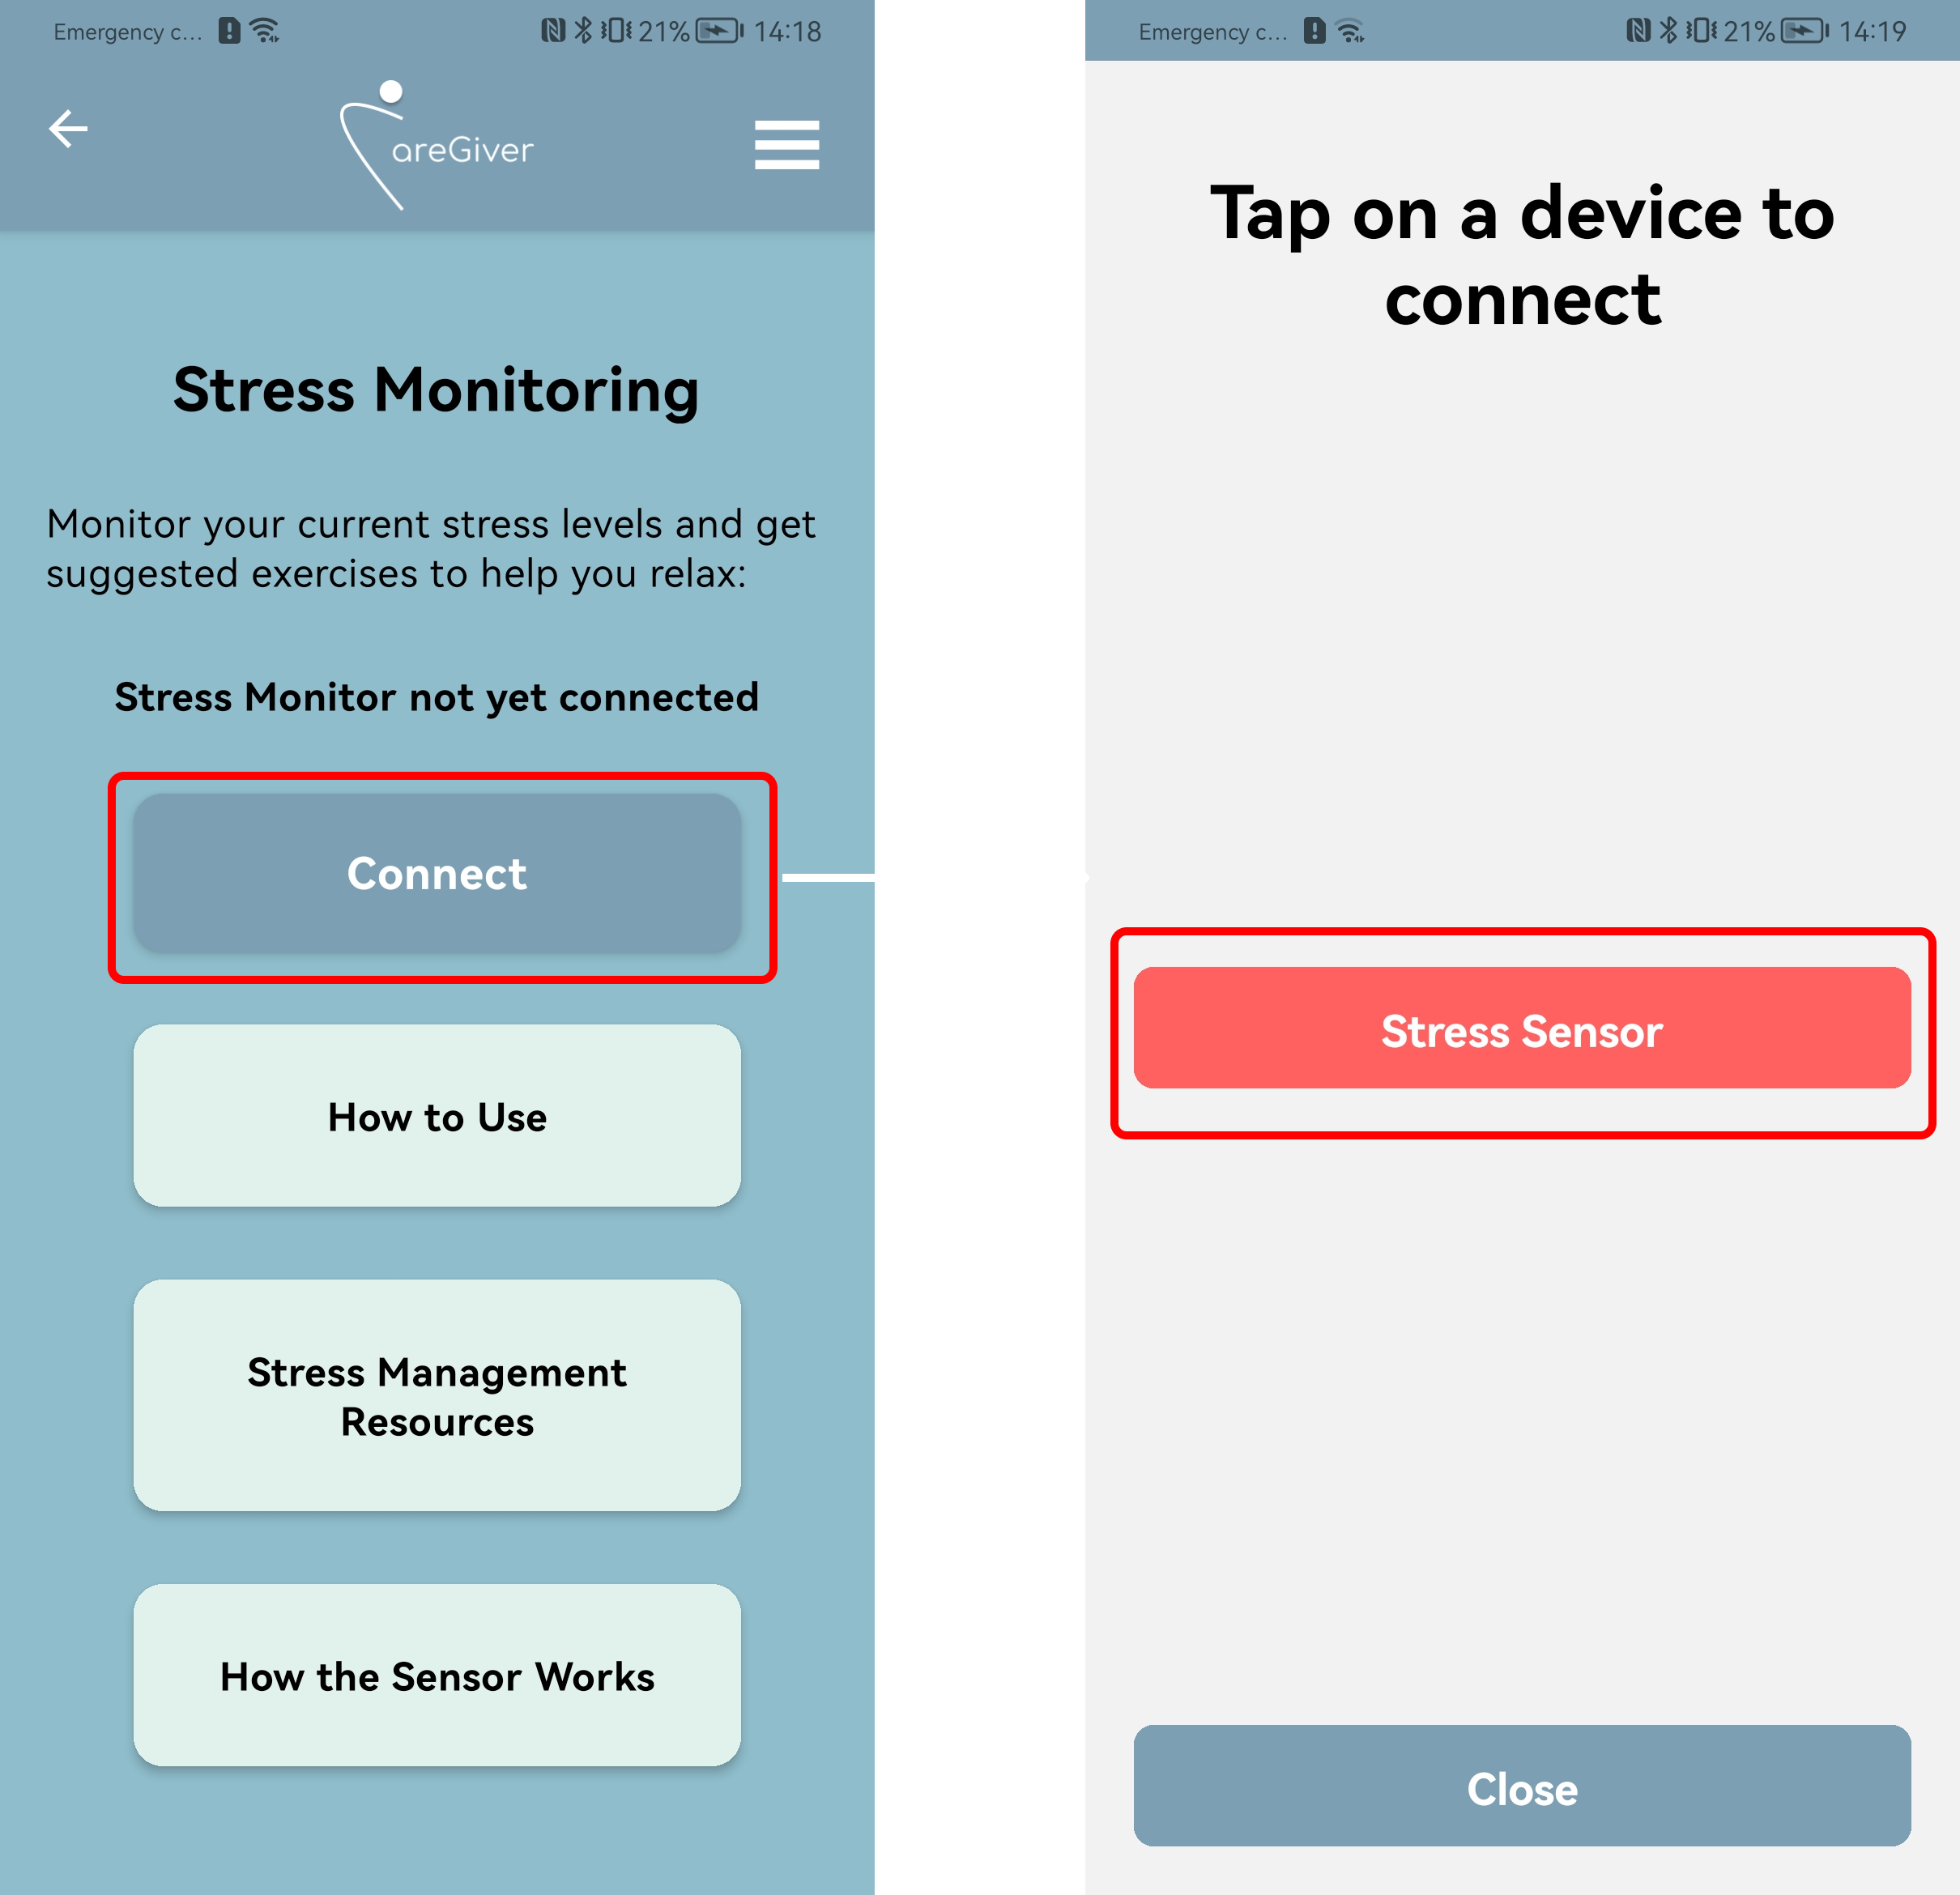 Emergency c... 21% 14:18
areGiver
Stress Monitoring
Monitor your current stress levels and get
suggested exercises to help you relax:
Stress Monitor not yet connected
Connect
How to Use
Stress Management
Resources
How the Sensor Works
Emergency c... 21% 14:19
Tap on a device to
connect
Stress Sensor
Close